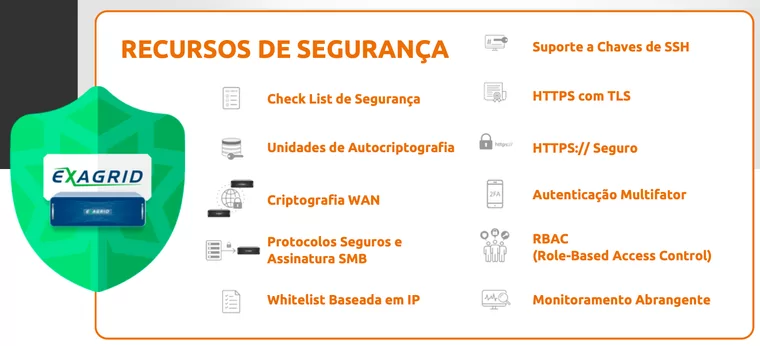 RECURSOS DE SEGURANÇA
Check List de Segurança
Unidades de Autocriptografia
Criptografia WAN
Protocolos Seguros e
Assinatura SMB
Whitelist Baseada em IP
Suporte a Chaves de SSH
HTTPS com TLS
https://
HTTPS:// Seguro
2FA
Autenticação Multifator
RBAC
(Role-Based Access Control)
Monitoramento Abrangente
EXAGRID
EXAGRID